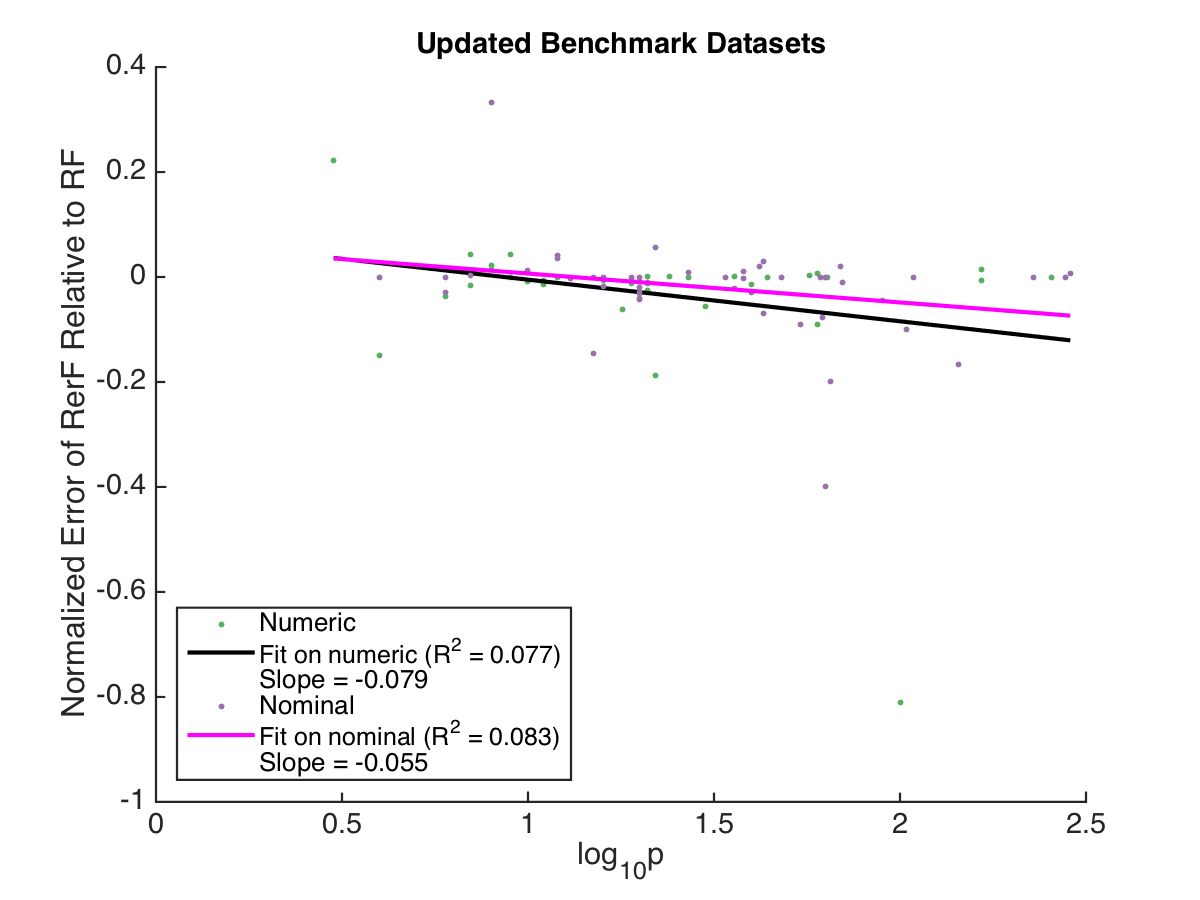 Updated Benchmark Datasets
Normalized Error of RerF Relative to RF
0.4
0.2
0
-0.2
-0.4
-0.6
-0.8
-1
Numeric
Fit on numeric (R² = 0.077)
Slope = -0.079
Nominal
Fit on nominal (R² = 0.083)
Slope = -0.055
0 0.5 1 1.5 2 2.5
log₁₀p